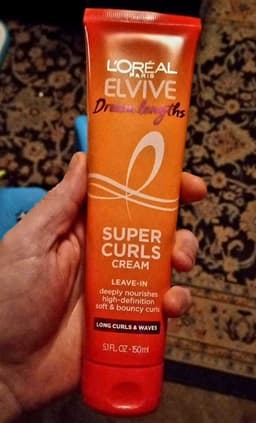 L'ORÉAL
PARIS
ELVIVE
Dream lengths
SUPER
CURLS
CREAM
LEAVE-IN
deeply nourishes
high-definition
soft & bouncy curls
LONG CURLS & WAVES
5.1 FL. OZ - 150ml